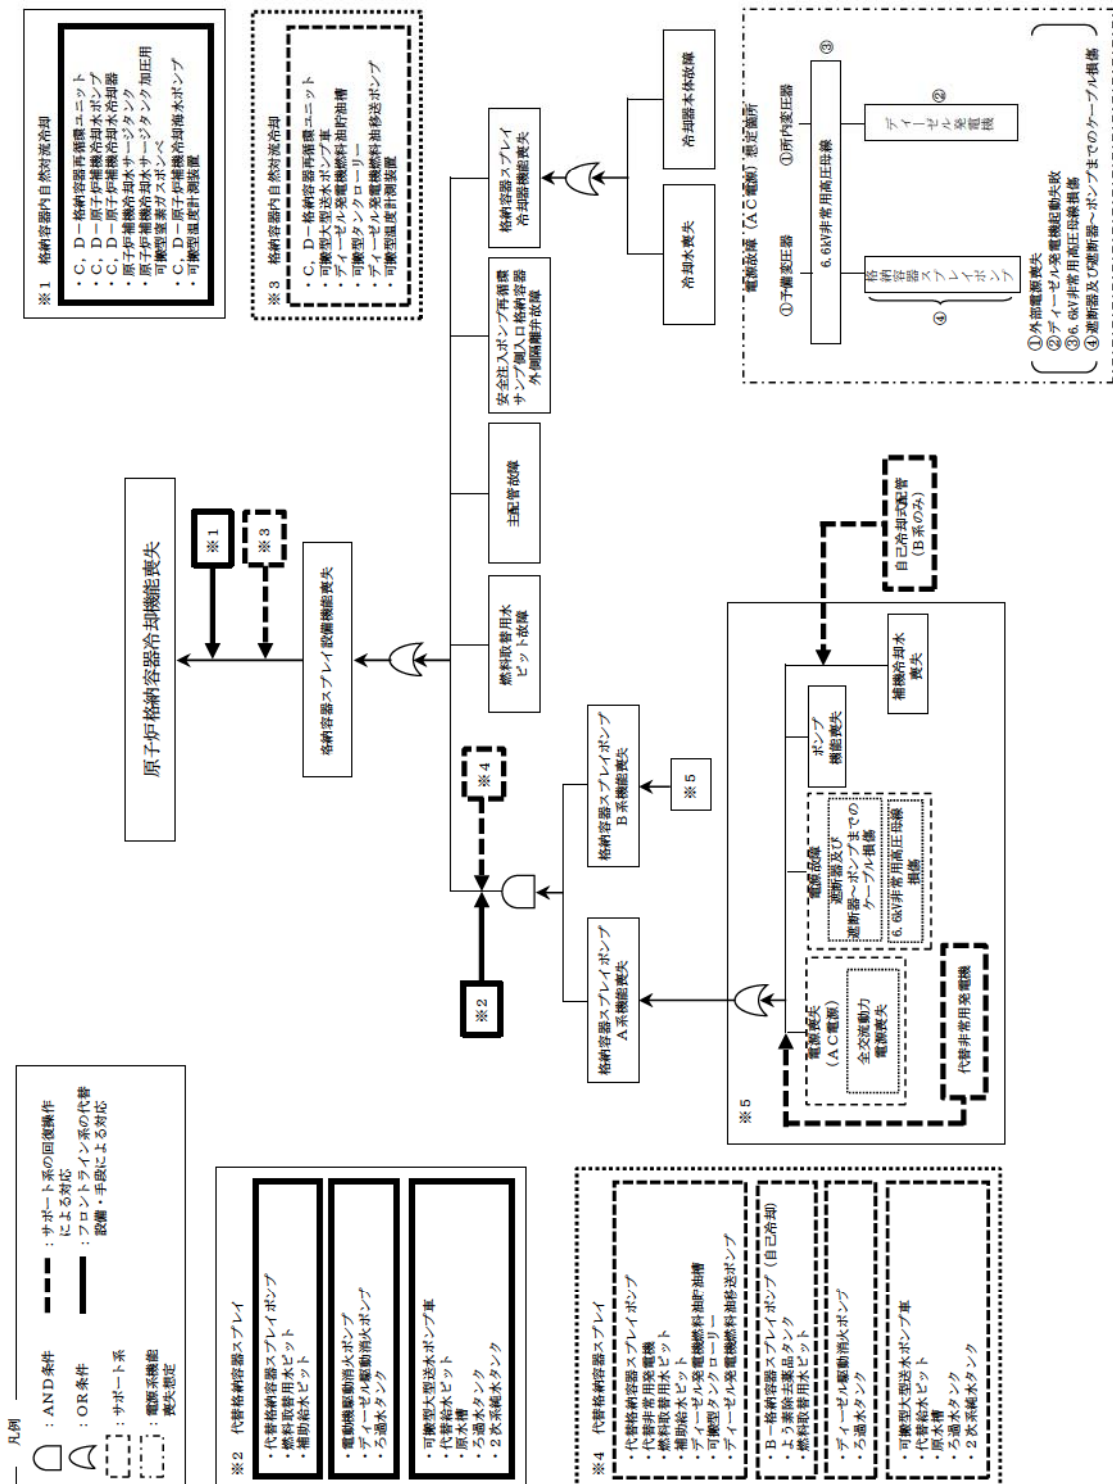 凡例
：AND条件
：OR条件
：サポート系
：電源系機能
喪失想定
：サポート系の回復操作
による対応
：フロントライン系の代替
設備・手段による対応
原子炉格納容器冷却機能喪失
※1
※3
格納容器スプレイ設備機能喪失
※2
※4
燃料取替用水
ピット故障
主配管故障
安全注入ポンプ再循環
サンプ側入口格納容器
外側隔離弁故障
格納容器スプレイ
冷却器機能喪失
冷却水喪失
冷却器本体故障
格納容器スプレイポンプ
A系機能喪失
格納容器スプレイポンプ
B系機能喪失
※5
※5
電源喪失
（AC電源）
全交流動力
電源喪失
電源故障
遮断器及び
遮断器～ポンプまでの
ケーブル損傷
6.6kV非常用高圧母線
損傷
ポンプ
機能喪失
補機冷却水
喪失
代替非常用発電機
自己冷却式配管
（B系のみ）
※1　格納容器内自然対流冷却
・C，D－格納容器再循環ユニット
・C，D－原子炉補機冷却水ポンプ
・C，D－原子炉補機冷却水冷却器
・原子炉補機冷却水サージタンク
・原子炉補機冷却水サージタンク加圧用
可搬型窒素ガスボンベ
・C，D－原子炉補機冷却海水ポンプ
・可搬型温度計測装置
※3　格納容器内自然対流冷却
・C，D－格納容器再循環ユニット
・可搬型大型送水ポンプ車
・ディーゼル発電機燃料油貯油槽
・可搬型タンクローリー
・ディーゼル発電機燃料油移送ポンプ
・可搬型温度計測装置
※2　代替格納容器スプレイ
・代替格納容器スプレイポンプ
・燃料取替用水ピット
・補助給水ピット
・電動機駆動消火ポンプ
・ディーゼル駆動消火ポンプ
・ろ過水タンク
・可搬型大型送水ポンプ車
・代替給水ピット
・原水槽
・ろ過水タンク
・2次系純水タンク
※4　代替格納容器スプレイ
・代替格納容器スプレイポンプ
・代替非常用発電機
・燃料取替用水ピット
・補助給水ピット
・ディーゼル発電機燃料油貯油槽
・可搬型タンクローリー
・ディーゼル発電機燃料油移送ポンプ
・B－格納容器スプレイポンプ（自己冷却）
・よう素除去薬品タンク
・燃料取替用水ピット
・ディーゼル駆動消火ポンプ
・ろ過水タンク
・可搬型大型送水ポンプ車
・代替給水ピット
・原水槽
・ろ過水タンク
・2次系純水タンク
電源故障（AC電源）想定箇所
①予備変圧器
①所内変圧器
6.6kV非常用高圧母線
③
格納容器スプレイポンプ
④
ディーゼル
発電機
②
①外部電源喪失
②ディーゼル発電機起動失敗
③6.6kV非常用高圧母線損傷
④遮断器及び遮断器～ポンプまでのケーブル損傷